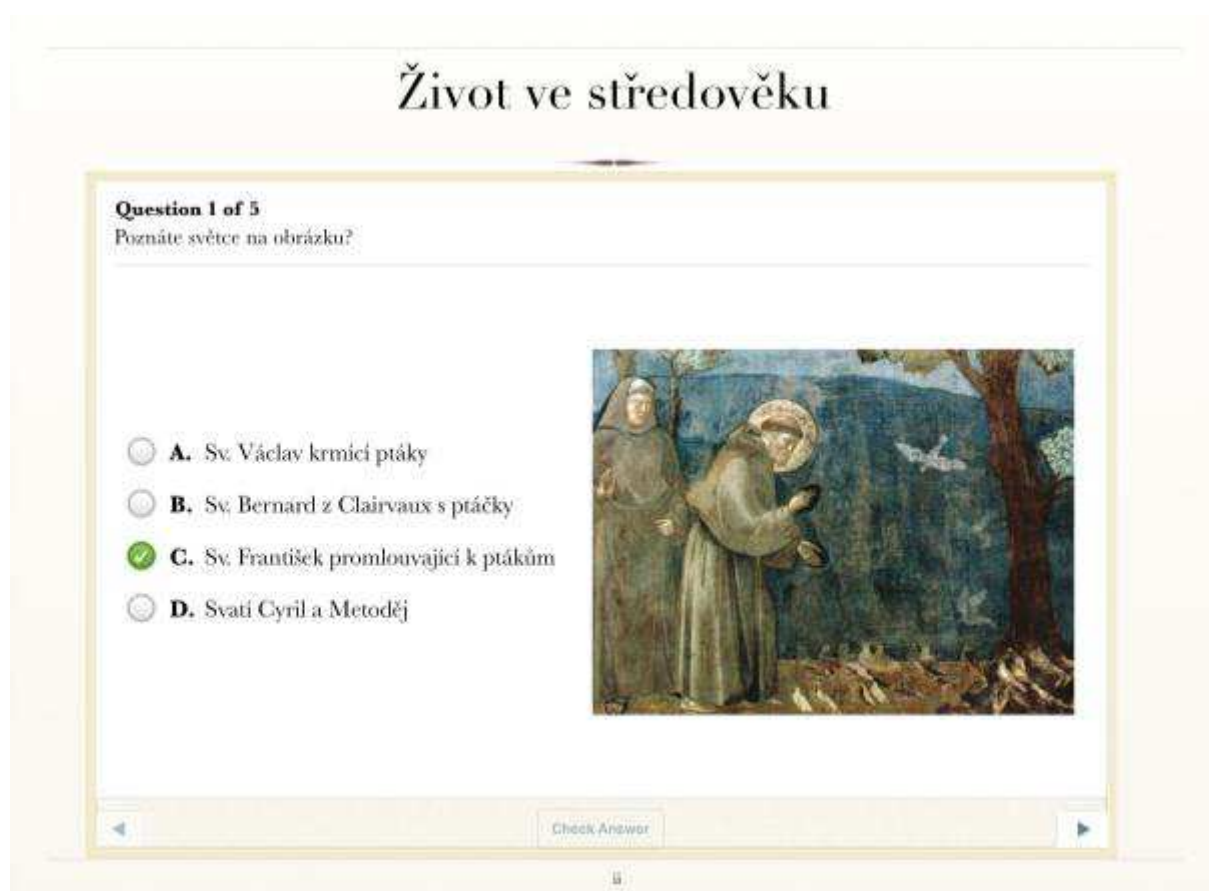 Život ve středověku
Question 1 of 5
Poznáte světce na obrázku?
A. Sv. Václav krmící ptáky
B. Sv. Bernard z Clairvaux s ptáčky
C. Sv. František promlouvající k ptákům
D. Svatí Cyril a Metoděj
Check Answer
ii